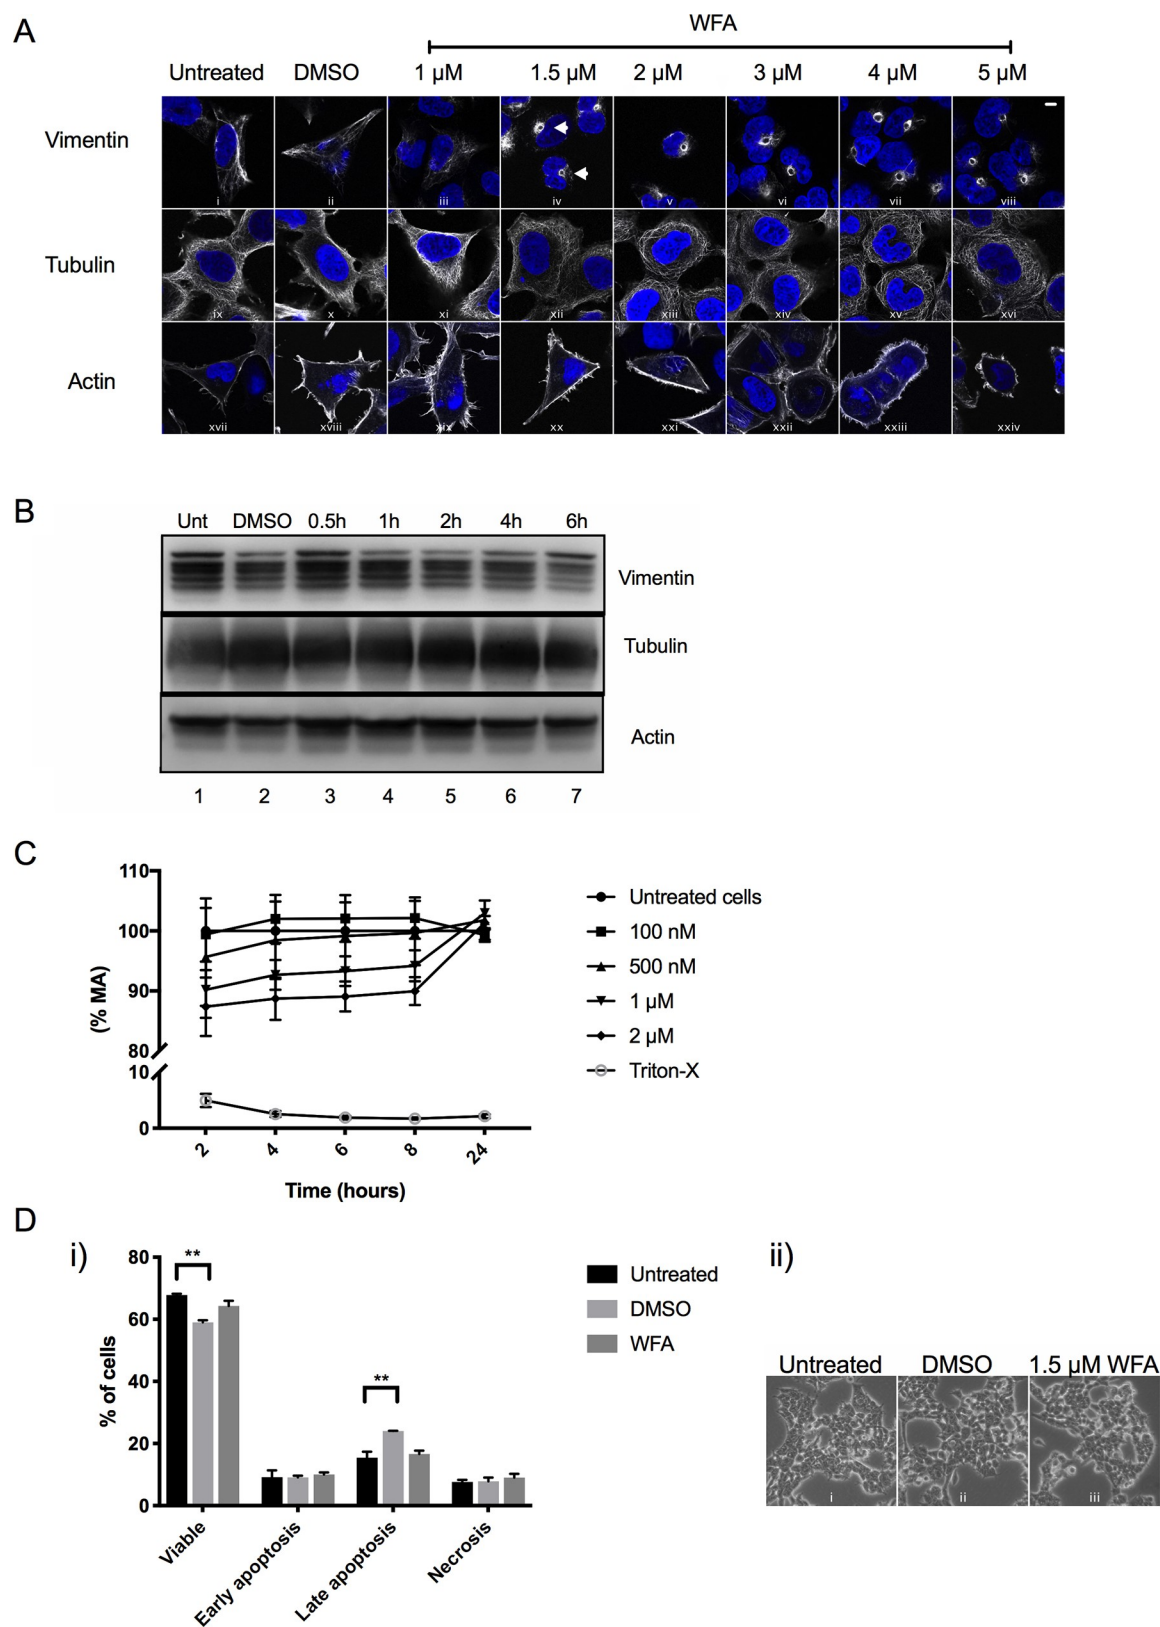 A
WFA
Untreated DMSO 1 µM 1.5 µM 2 µM 3 µM 4 µM 5 µM
Vimentin
i ii iii iv v vi vii viii
Tubulin
ix x xi xii xiii xiv xv xvi
Actin
xvii xviii xix xx xxi xxii xxiii xxiv
B
Unt DMSO 0.5h 1h 2h 4h 6h
Vimentin
Tubulin
Actin
1 2 3 4 5 6 7
C
110
100
90
80
10
0
(% MA)
2 4 6 8 24
Time (hours)
Untreated cells
100 nM
500 nM
1 µM
2 µM
Triton-X
D
i)
80
60
40
20
0
% of cells
**
**
Viable Early apoptosis Late apoptosis Necrosis
Untreated
DMSO
WFA
ii)
Untreated DMSO 1.5 µM WFA
i ii iii